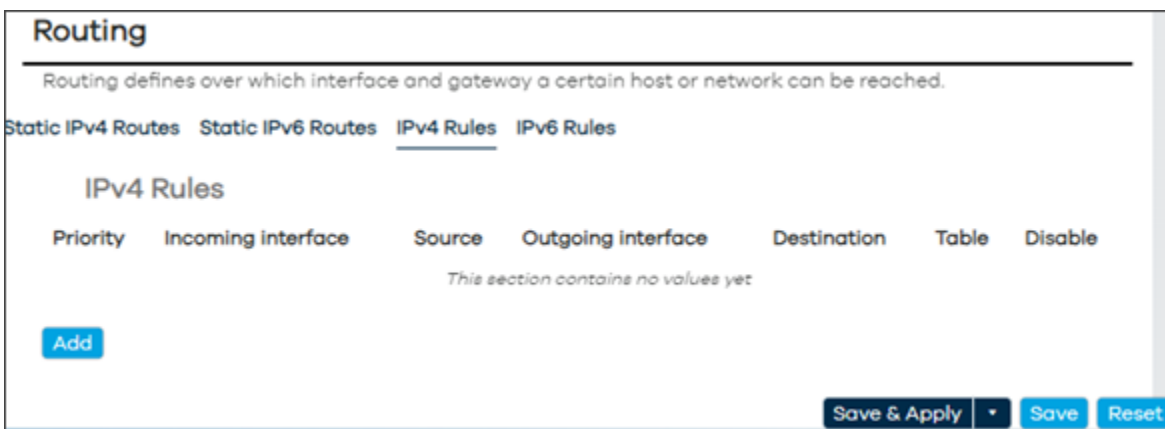 Routing
Routing defines over which interface and gateway a certain host or network can be reached.
Static IPv4 Routes Static IPv6 Routes IPv4 Rules IPv6 Rules
IPv4 Rules
Priority Incoming interface Source Outgoing interface Destination Table Disable
This section contains no values yet
Add
Save & Apply Save Reset